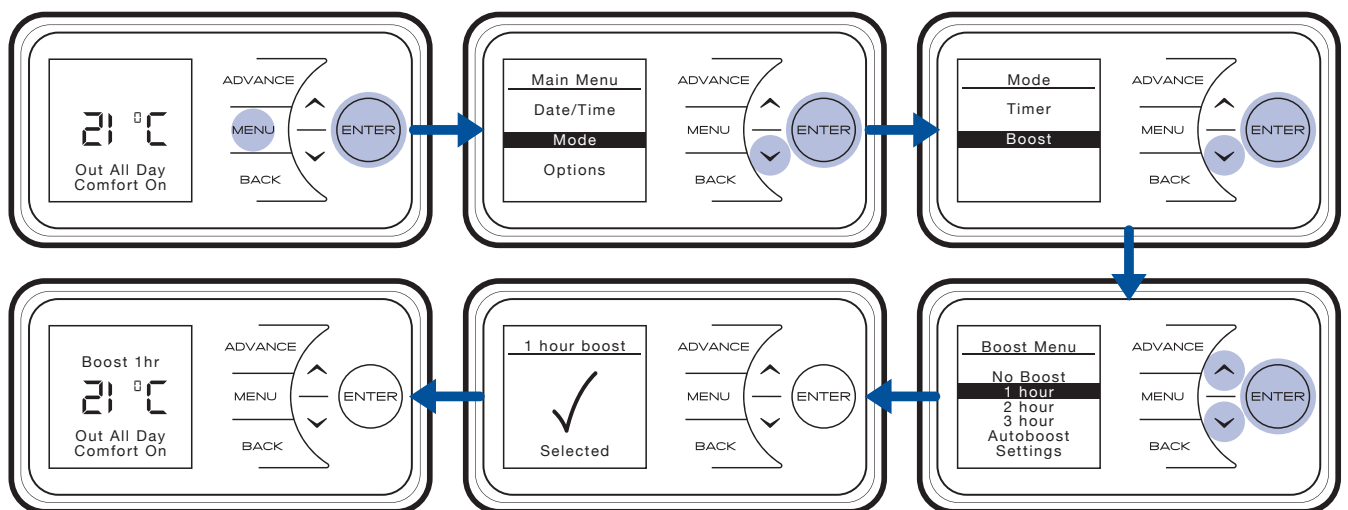 21 °C
Out All Day
Comfort On
ADVANCE
MENU
BACK
ENTER
Main Menu
Date/Time
Mode
Options
ADVANCE
MENU
BACK
ENTER
Mode
Timer
Boost
ADVANCE
MENU
BACK
ENTER
Boost Menu
No Boost
1 hour
2 hour
3 hour
Autoboost
Settings
ADVANCE
MENU
BACK
ENTER
1 hour boost
Selected
ADVANCE
MENU
BACK
ENTER
Boost 1hr
21 °C
Out All Day
Comfort On
ADVANCE
MENU
BACK
ENTER